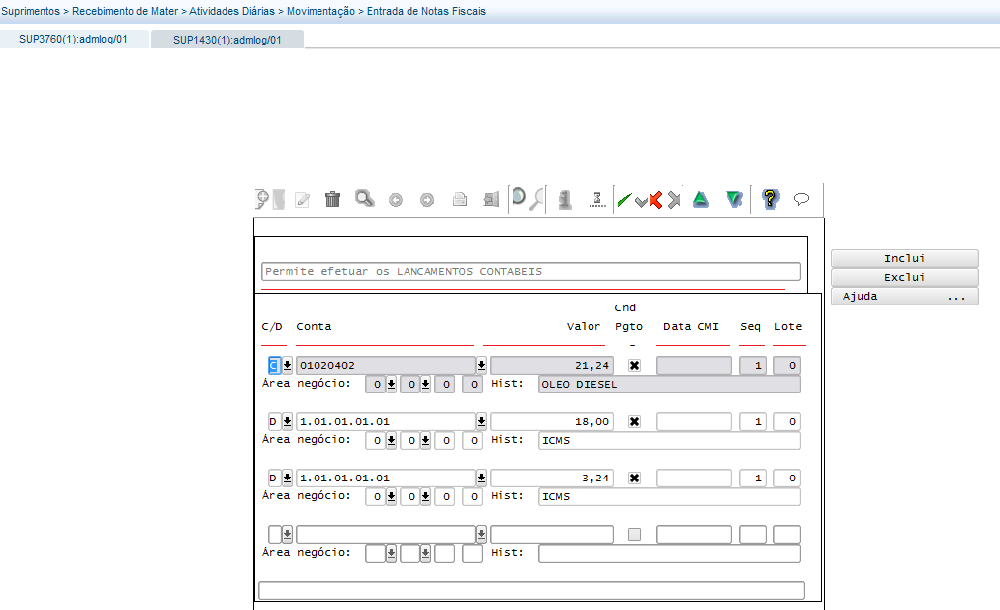 Suprimentos > Recebimento de Mater > Atividades Diárias > Movimentação > Entrada de Notas Fiscais
SUP3760(1):admlog/01 SUP1430(1):admlog/01
Permite efetuar os LANCAMENTOS CONTABEIS
Inclui
Exclui
Ajuda ...
Cnd
C/D Conta Valor Pgto Data CMI Seq Lote
C 01020402 21,24 1 0
Área negócio: 0 0 0 0 Hist: OLEO DIESEL
D 1.01.01.01.01 18,00 1 0
Área negócio: 0 0 0 0 Hist: ICMS
D 1.01.01.01.01 3,24 1 0
Área negócio: 0 0 0 0 Hist: ICMS
Área negócio: Hist: